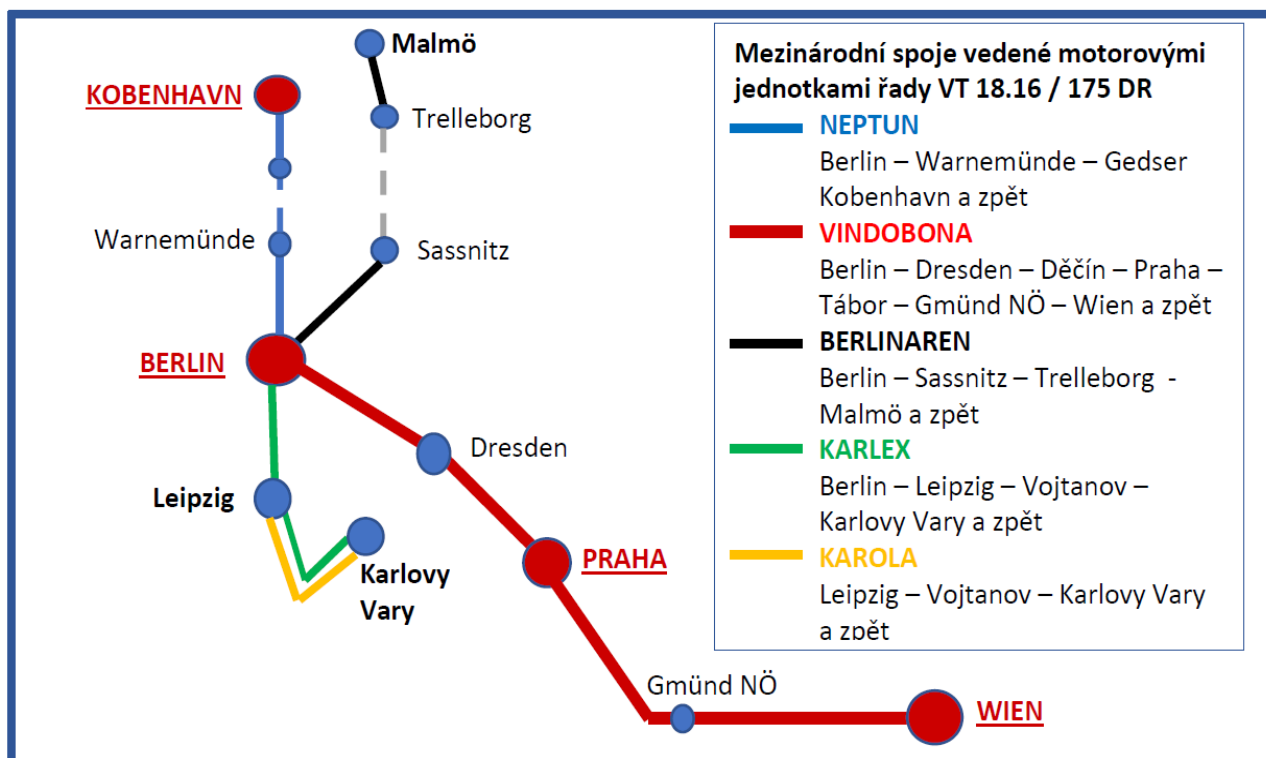 Malmö
KOBENHAVN
Trelleborg
Warnemünde
Sassnitz
BERLIN
Dresden
Leipzig
PRAHA
Karlovy
Vary
Gmünd NÖ
WIEN
Mezinárodní spoje vedené motorovými
jednotkami řady VT 18.16 / 175 DR
NEPTUN
Berlin – Warnemünde – Gedser
Kobenhavn a zpět
VINDOBONA
Berlin – Dresden – Děčín – Praha –
Tábor – Gmünd NÖ – Wien a zpět
BERLINAREN
Berlin – Sassnitz – Trelleborg -
Malmö a zpět
KARLEX
Berlin – Leipzig – Vojtanov –
Karlovy Vary a zpět
KAROLA
Leipzig – Vojtanov – Karlovy Vary
a zpět